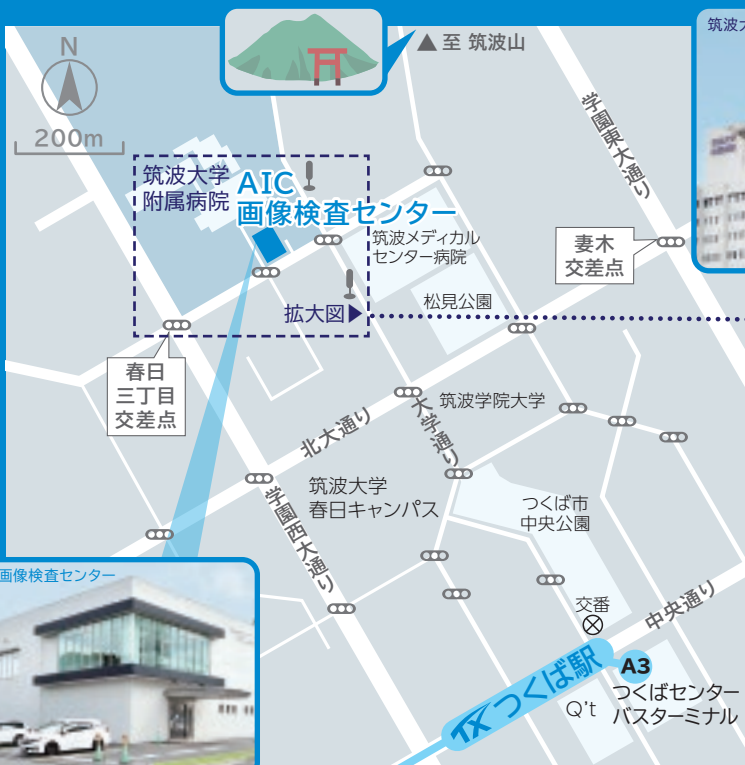 ▲至 筑波山
筑波大
N
200m
学園東大通り
筑波大学
附属病院
AIC
画像検査センター
筑波メディカル
センター病院
妻木
交差点
松見公園
拡大図▶
春日
三丁目
交差点
北大通り
大学通り
筑波学院大学
筑波大学
春日キャンパス
学園西大通り
つくば市
中央公園
画像検査センター
交番
中央通り
TX つくば駅
A3
つくばセンター
バスターミナル
Q't